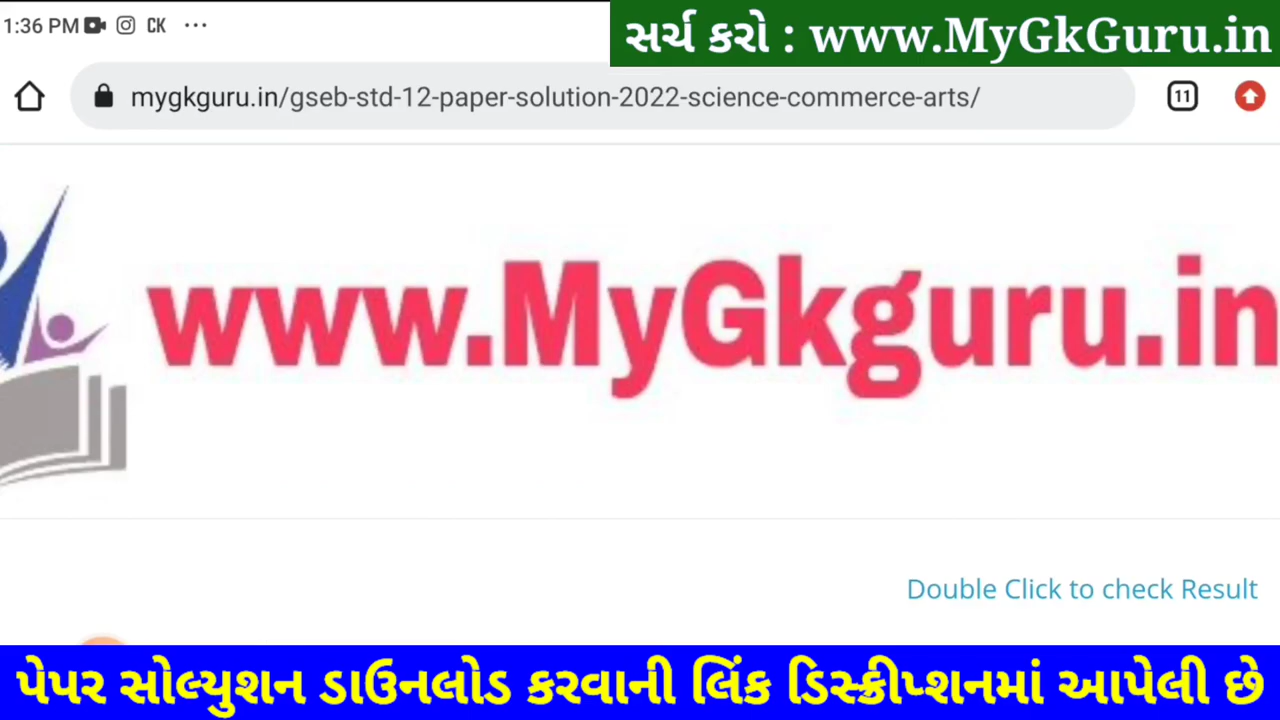 1:36 PM CK ...
સર્ચ કરો : www.MyGkGuru.in
mygkguru.in/gseb-std-12-paper-solution-2022-science-commerce-arts/
11
www.MyGkguru.in
Double Click to check Result
પેપર સોલ્યુશન ડાઉનલોડ કરવાની લિંક ડિસ્ક્રીપ્શનમાં આપેલી છે